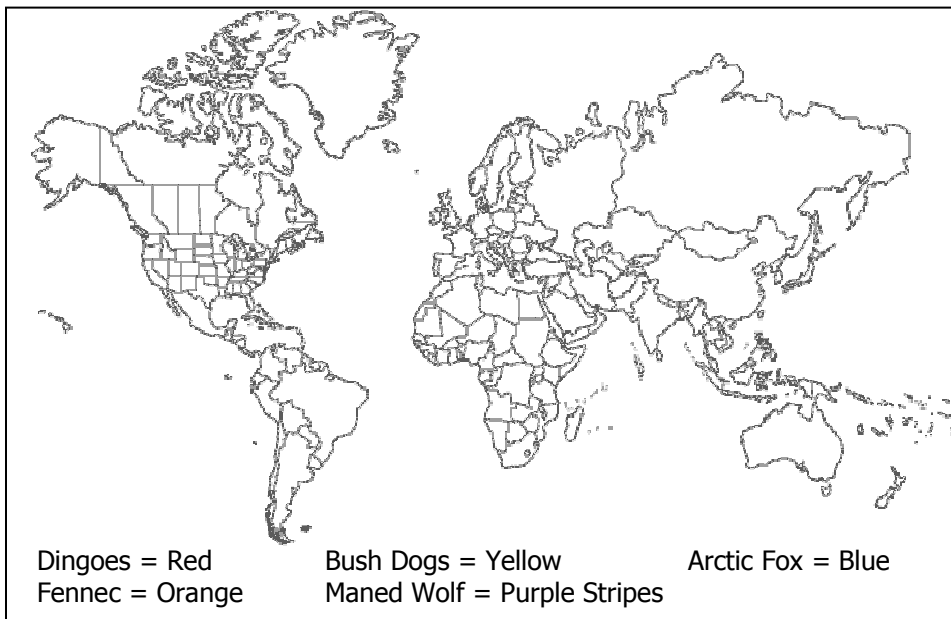 Dingoes = Red Bush Dogs = Yellow Arctic Fox = Blue
Fennec = Orange Maned Wolf = Purple Stripes